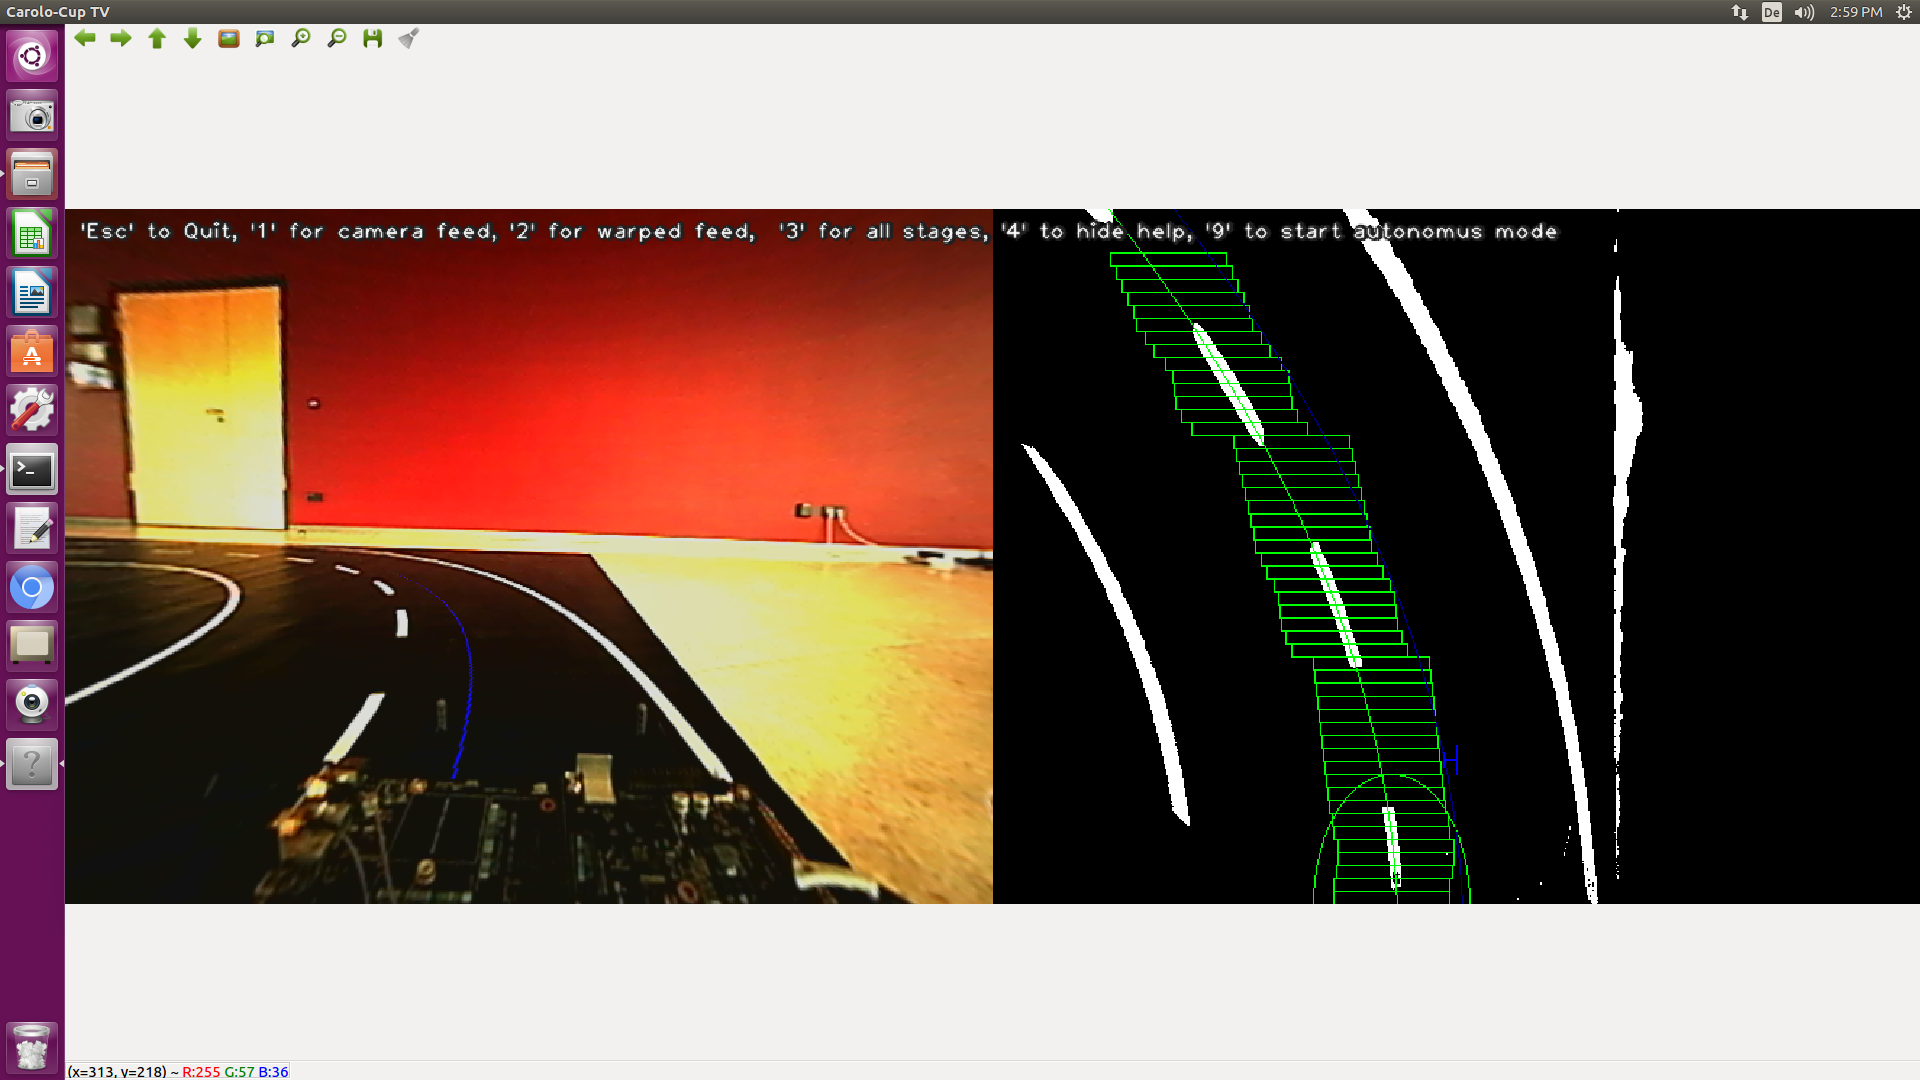 Carolo-Cup TV
De
2:59 PM
'Esc' to Quit, '1' for camera feed, '2' for warped feed,  '3' for all stages, '4' to hide help, '9' to start autonomus mode
(x=313, y=218) ~ R:255 G:57 B:36